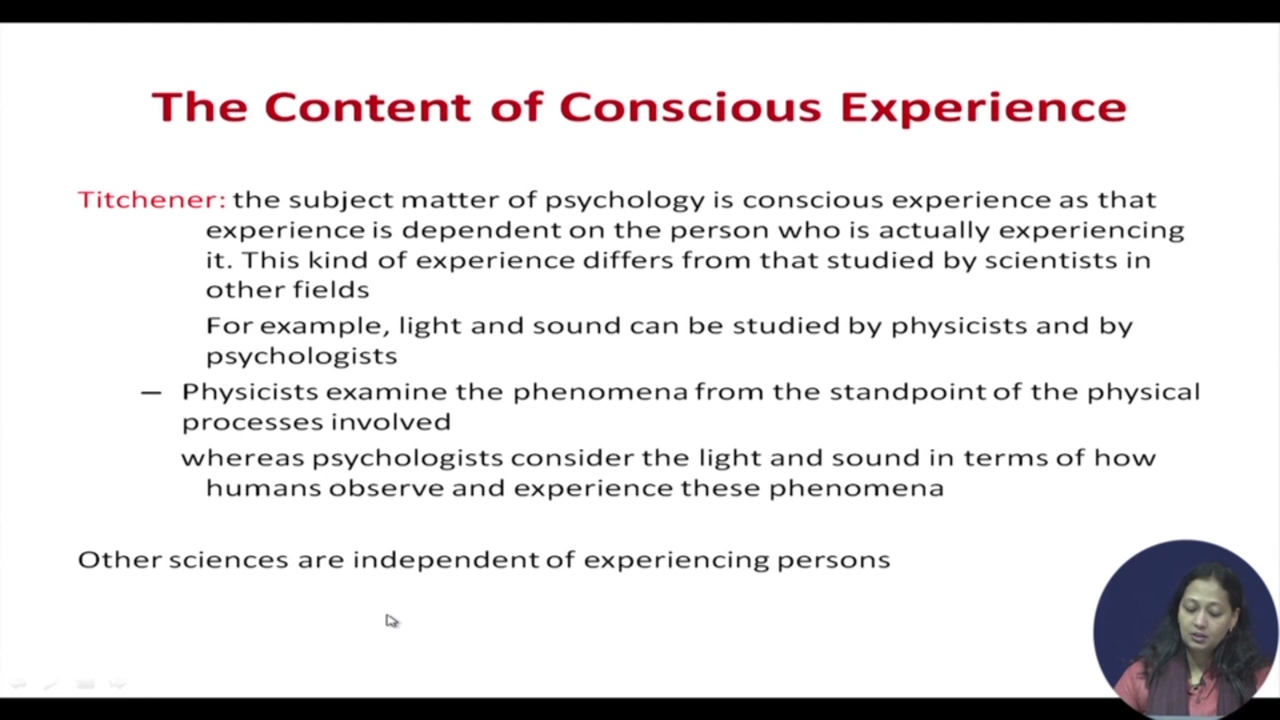 The Content of Conscious Experience
Titchener: the subject matter of psychology is conscious experience as that
experience is dependent on the person who is actually experiencing
it. This kind of experience differs from that studied by scientists in
other fields
For example, light and sound can be studied by physicists and by
psychologists
– Physicists examine the phenomena from the standpoint of the physical
processes involved
whereas psychologists consider the light and sound in terms of how
humans observe and experience these phenomena
Other sciences are independent of experiencing persons